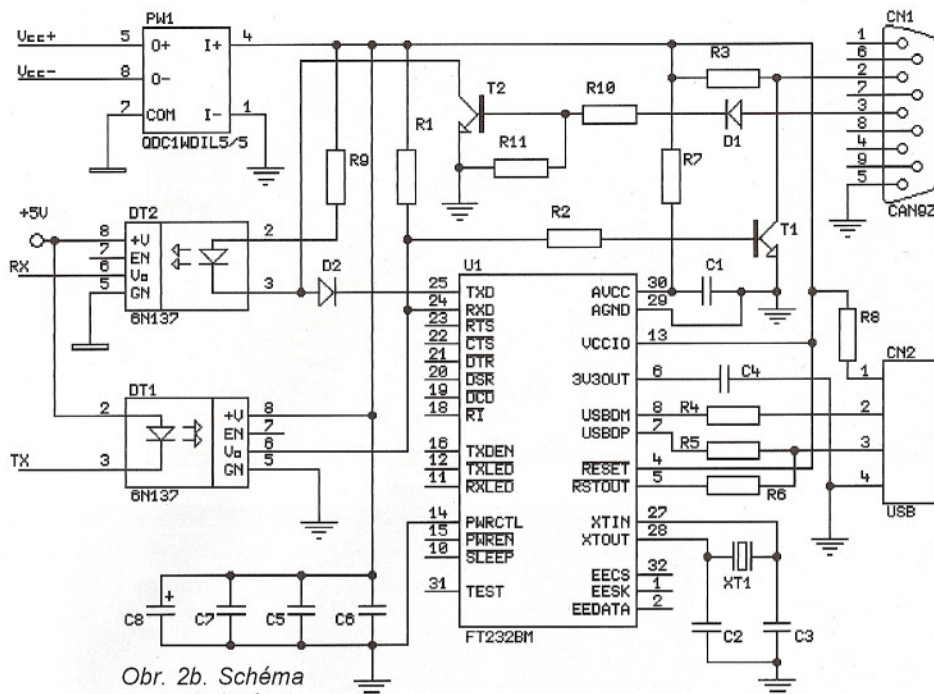 PW1
Vcc+ 5 O+ I+ 4
Vcc- 8 O-
7 COM I- 1
QDC1WDIL5/5
T2
R10
R11
D1
R3
R1
R9
R7
R2
T1
CN1
1
6
2
7
3
8
4
9
5
CAN9Z
+5V
DT2
8 +V 2
7 EN
RX 6 Vo
5 GN 3
6N137
D2
DT1
2 +V 8
EN 7
Vo 6
TX 3 GN 5
6N137
U1
25 TXD AVCC 30
24 RXD AGND 29
23 RTS
22 CTS VCCIO 13
21 DTR
20 DSR 3V3OUT 6
19 DCD
18 RI USBDM 8
USBDP 7
16 TXDEN
12 TXLED RESET 4
11 RXLED RSTOUT 5
14 PWRCTL XTIN 27
15 PWREN XTOUT 28
10 SLEEP
EECS 32
31 TEST EESK 1
EEDATA 2
FT232BM
C1
C4
R8
R4
R5
R6
CN2
1
2
3
4
USB
XT1
C2
C3
C8 +
C7
C5
C6
Obr. 2b. Schéma